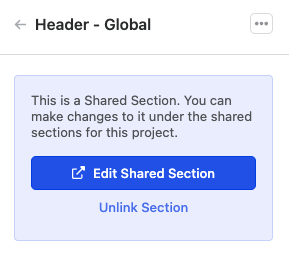 Header - Global
This is a Shared Section. You can
make changes to it under the shared
sections for this project.
Edit Shared Section
Unlink Section